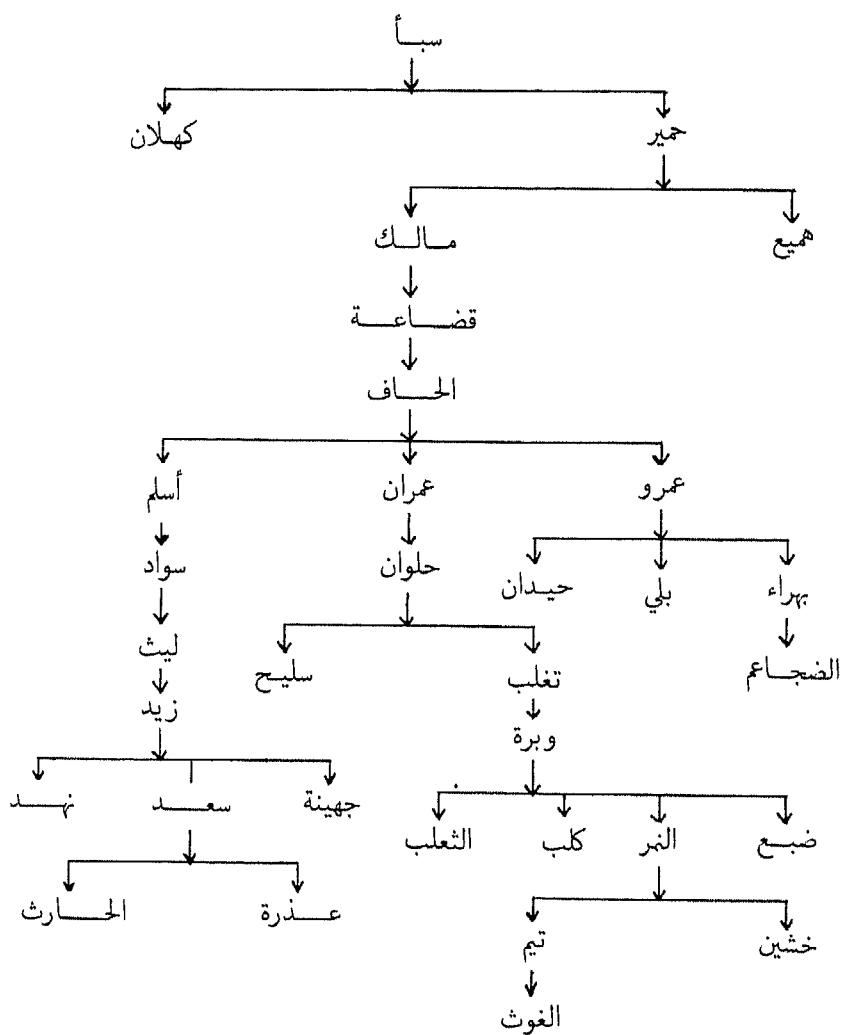 سبأ
حمير كهلان
هميع مالك
قضاعة
الحاف
عمرو عمران أسلم
بهراء بلي حيدان حلوان سواد
الضجاعم تغلب سليح ليث
وبرة زيد
ضبع النمر كلب الثعلب جهينة سعد نهد
خشين تيم عذرة الحارث
الغوث